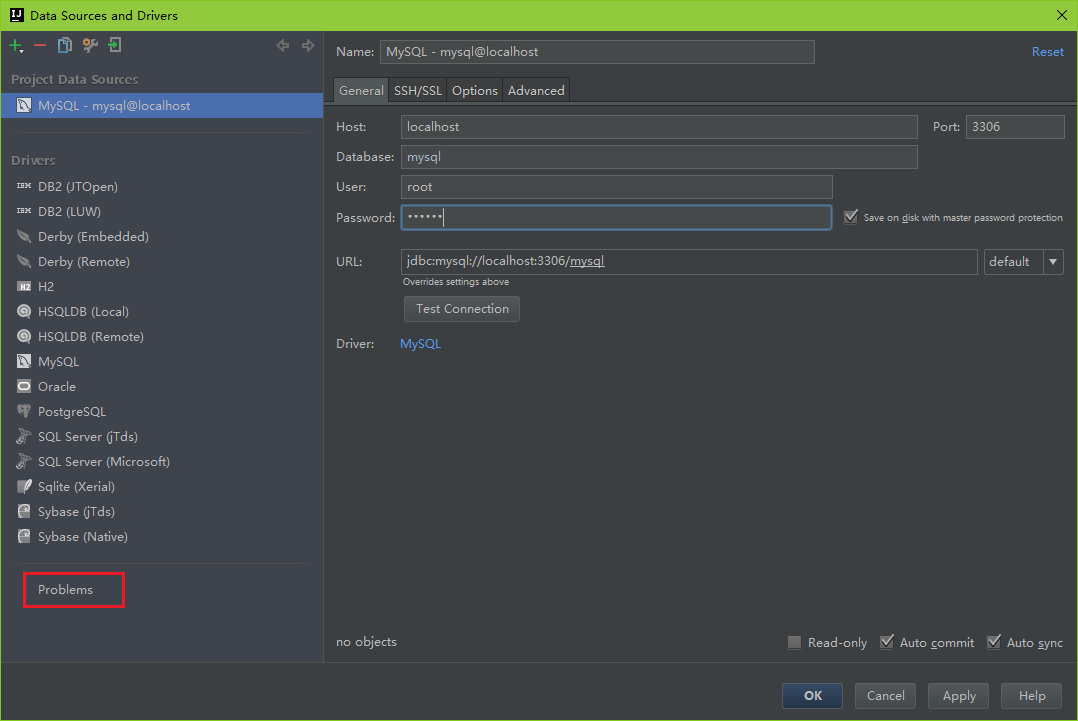 Data Sources and Drivers
Name: MySQL - mysql@localhost Reset
Project Data Sources
MySQL - mysql@localhost
Drivers
IBM DB2 (JTOpen)
IBM DB2 (LUW)
Derby (Embedded)
Derby (Remote)
H2 H2
HSQLDB (Local)
HSQLDB (Remote)
MySQL
Oracle
PostgreSQL
SQL Server (jTds)
SQL Server (Microsoft)
Sqlite (Xerial)
Sybase (jTds)
Sybase (Native)
Problems
General SSH/SSL Options Advanced
Host: localhost Port: 3306
Database: mysql
User: root
Password: •••••• Save on disk with master password protection
URL: jdbc:mysql://localhost:3306/mysql default
Overrides settings above
Test Connection
Driver: MySQL
no objects Read-only Auto commit Auto sync
OK Cancel Apply Help